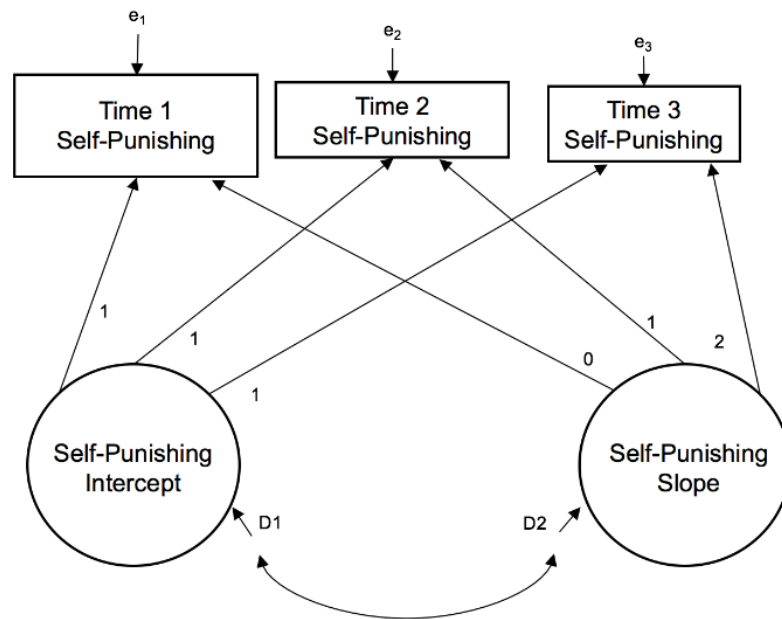 e₁
e₂
e₃
Time 1
Self-Punishing
Time 2
Self-Punishing
Time 3
Self-Punishing
1
1
1
0
1
2
Self-Punishing
Intercept
Self-Punishing
Slope
D1
D2